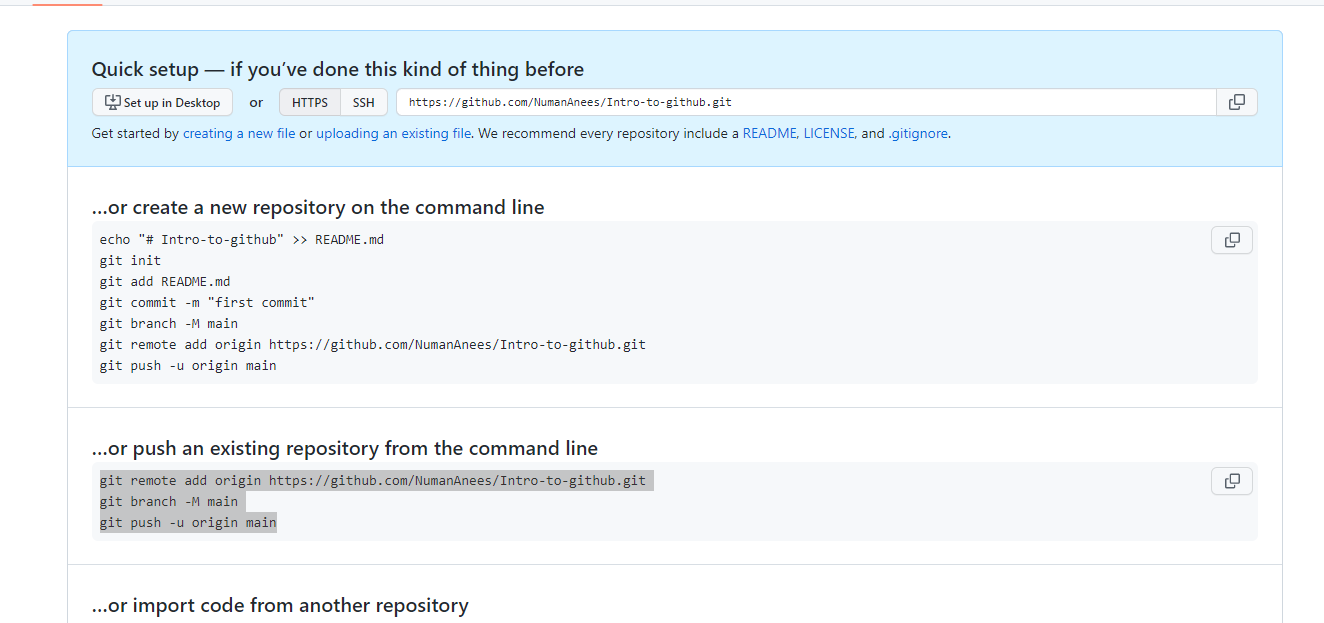 Quick setup — if you’ve done this kind of thing before
Set up in Desktop or HTTPS SSH https://github.com/NumanAnees/Intro-to-github.git
Get started by creating a new file or uploading an existing file. We recommend every repository include a README, LICENSE, and .gitignore.
…or create a new repository on the command line
echo "# Intro-to-github" >> README.md
git init
git add README.md
git commit -m "first commit"
git branch -M main
git remote add origin https://github.com/NumanAnees/Intro-to-github.git
git push -u origin main
…or push an existing repository from the command line
git remote add origin https://github.com/NumanAnees/Intro-to-github.git
git branch -M main
git push -u origin main
…or import code from another repository